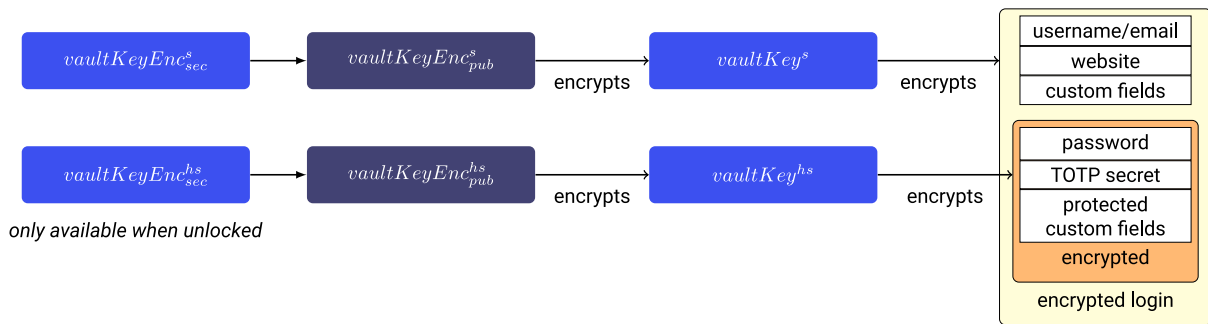 vaultKeyEnc^s_sec
vaultKeyEnc^s_pub
encrypts
vaultKey^s
encrypts
username/email
website
custom fields
vaultKeyEnc^hs_sec
vaultKeyEnc^hs_pub
encrypts
vaultKey^hs
encrypts
password
TOTP secret
protected
custom fields
encrypted
encrypted login
only available when unlocked